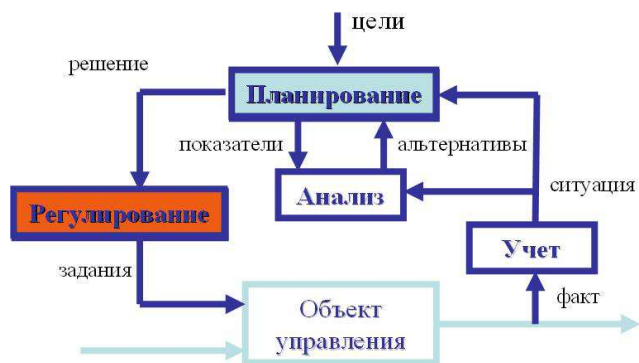 цели
решение
Планирование
показатели
альтернативы
Анализ
ситуация
Регулирование
Учет
задания
факт
Объект
управления